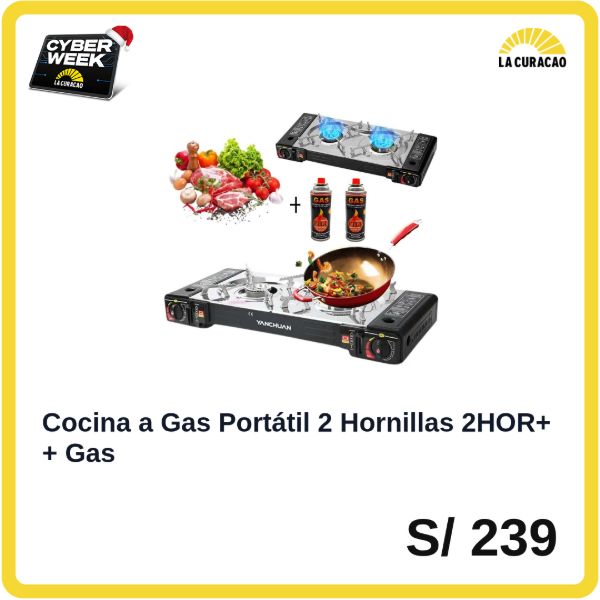 CYBER
WEEK
LA CURACAO
LA CURACAO
GAS
GAS
YANCHUAN
Cocina a Gas Portátil 2 Hornillas 2HOR+
+ Gas
S/ 239